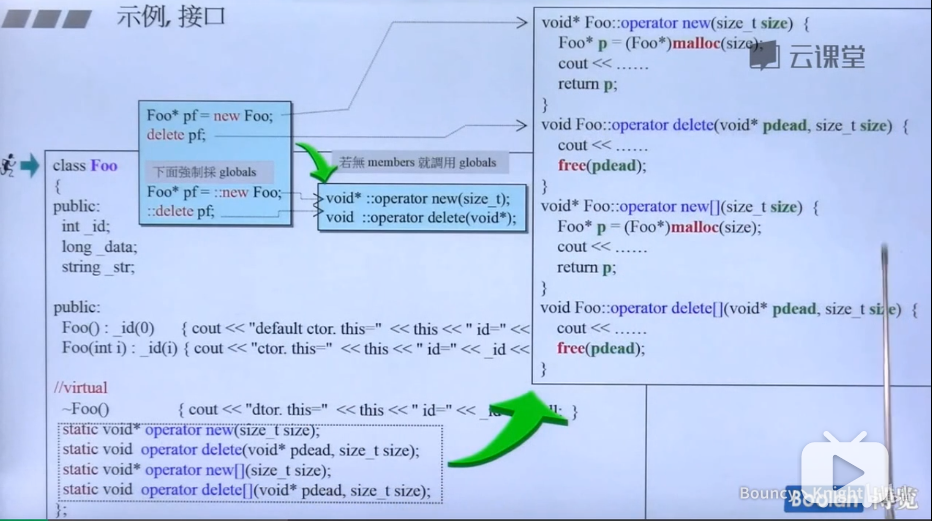 示例, 接口
void* Foo::operator new(size_t size) {
Foo* p = (Foo*)malloc(size);
cout << ……
return p;
}
void Foo::operator delete(void* pdead, size_t size) {
cout << ……
free(pdead);
}
void* Foo::operator new[](size_t size) {
Foo* p = (Foo*)malloc(size);
cout << ……
return p;
}
void Foo::operator delete[](void* pdead, size_t size) {
cout << ……
free(pdead);
}
云课堂
Foo* pf = new Foo;
delete pf;
下面強制採 globals
Foo* pf = ::new Foo;
::delete pf;
若無 members 就調用 globals
void* ::operator new(size_t);
void ::operator delete(void*);
class Foo
{
public:
int _id;
long _data;
string _str;
public:
Foo() : _id(0) { cout << "default ctor. this=" << this << " id=" <<
Foo(int i) : _id(i) { cout << "ctor. this=" << this << " id=" << _id <<
//virtual
~Foo() { cout << "dtor. this=" << this << " id=" << }
static void* operator new(size_t size);
static void operator delete(void* pdead, size_t size);
static void* operator new[](size_t size);
static void operator delete[](void* pdead, size_t size);
};
Bouncy_Knight
Boolan